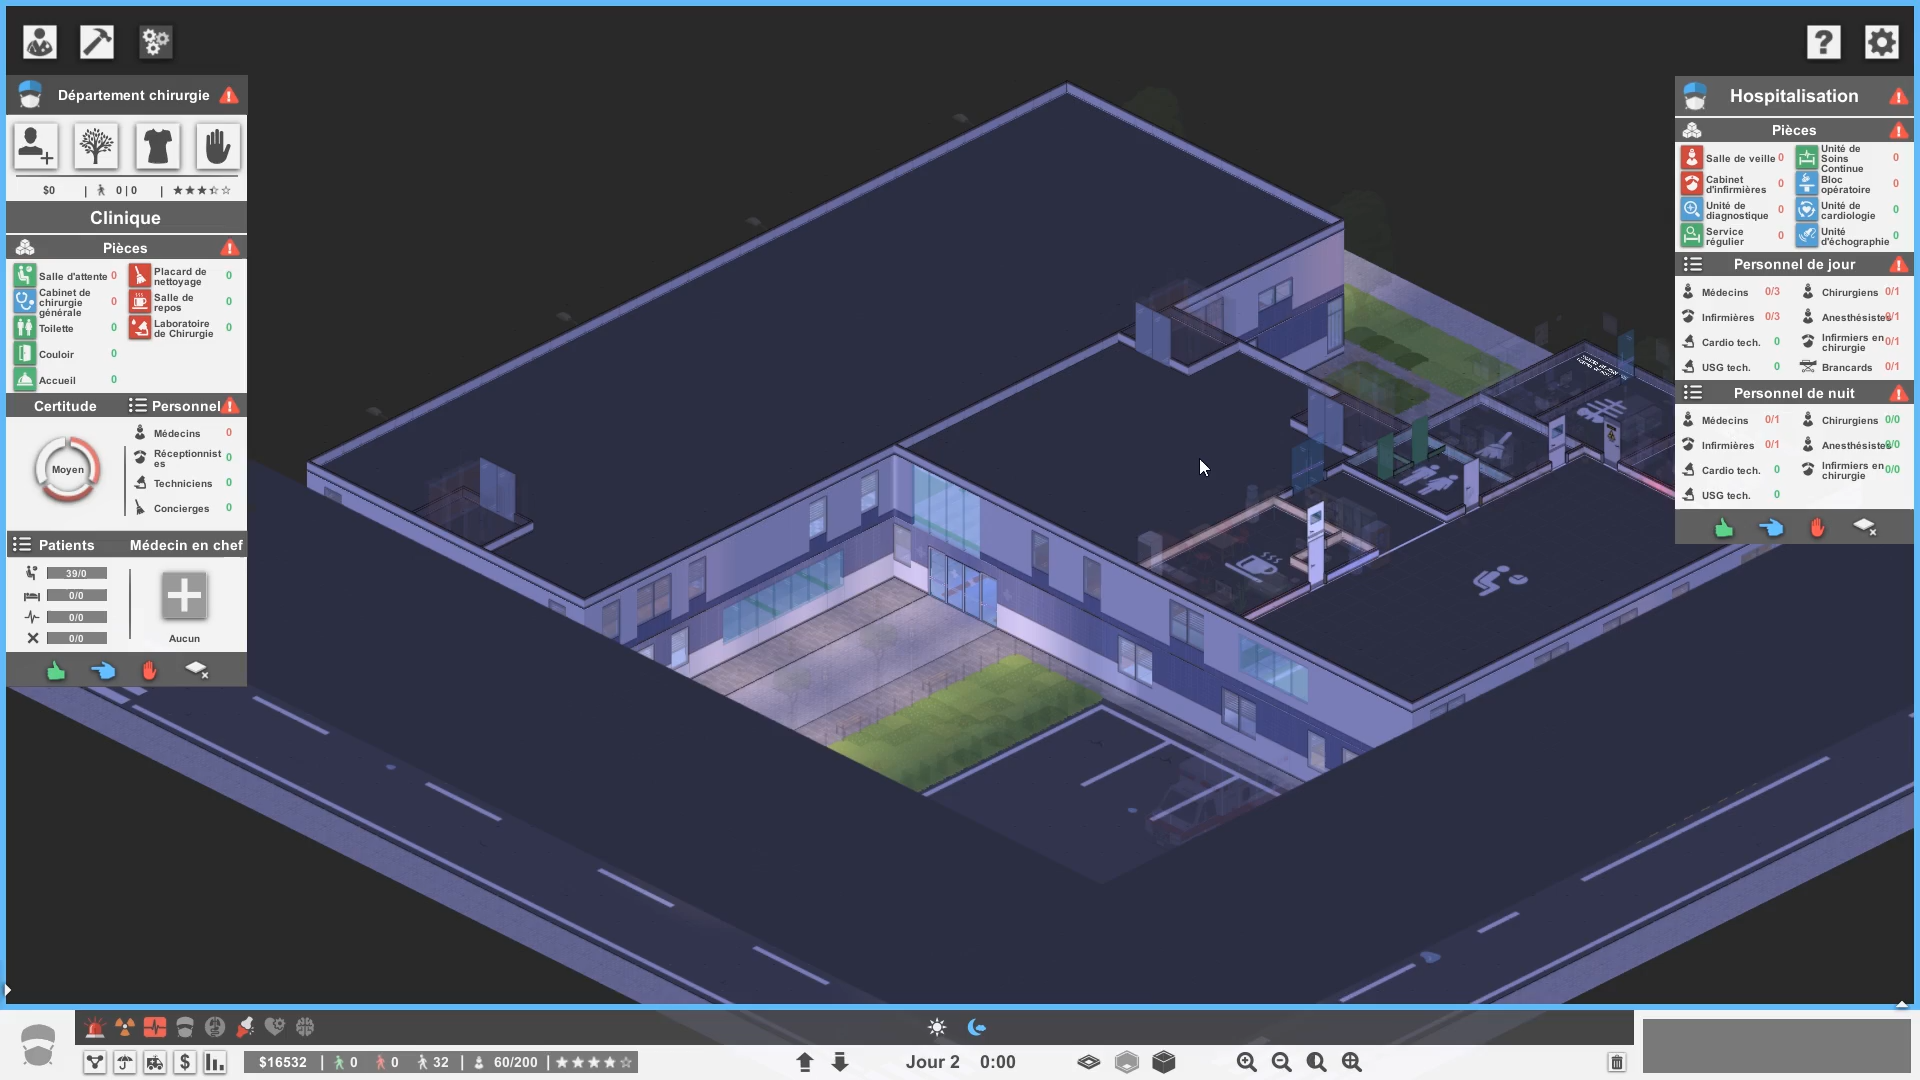 Département chirurgie
$0 | 0|0 |
Clinique
Pièces
Salle d'attente 0
Cabinet de
chirurgie
générale
0
Toilette 0
Couloir 0
Accueil 0
Placard de
nettoyage
0
Salle de
repos
0
Laboratoire
de Chirurgie
0
Certitude
Moyen
Personnel
Médecins 0
Réceptionnist
es
0
Techniciens 0
Concierges 0
Patients
39/0
0/0
0/0
0/0
Médecin en chef
Aucun
Hospitalisation
Pièces
Salle de veille 0
Cabinet
d'infirmières
0
Unité de
diagnostique
0
Service
régulier
0
Unité de
Soins
Continue
0
Bloc
opératoire
0
Unité de
cardiologie
0
Unité
d'échographie
0
Personnel de jour
Médecins 0/3
Infirmières 0/3
Cardio tech. 0
USG tech. 0
Chirurgiens 0/1
Anesthésistes 0/1
Infirmiers en
chirurgie
0/1
Brancards 0/1
Personnel de nuit
Médecins 0/1
Infirmières 0/1
Cardio tech. 0
USG tech. 0
Chirurgiens 0/0
Anesthésistes 0/0
Infirmiers en
chirurgie
0/0
$16532 | 0 0 32 | 60/200 |
Jour 2 0:00